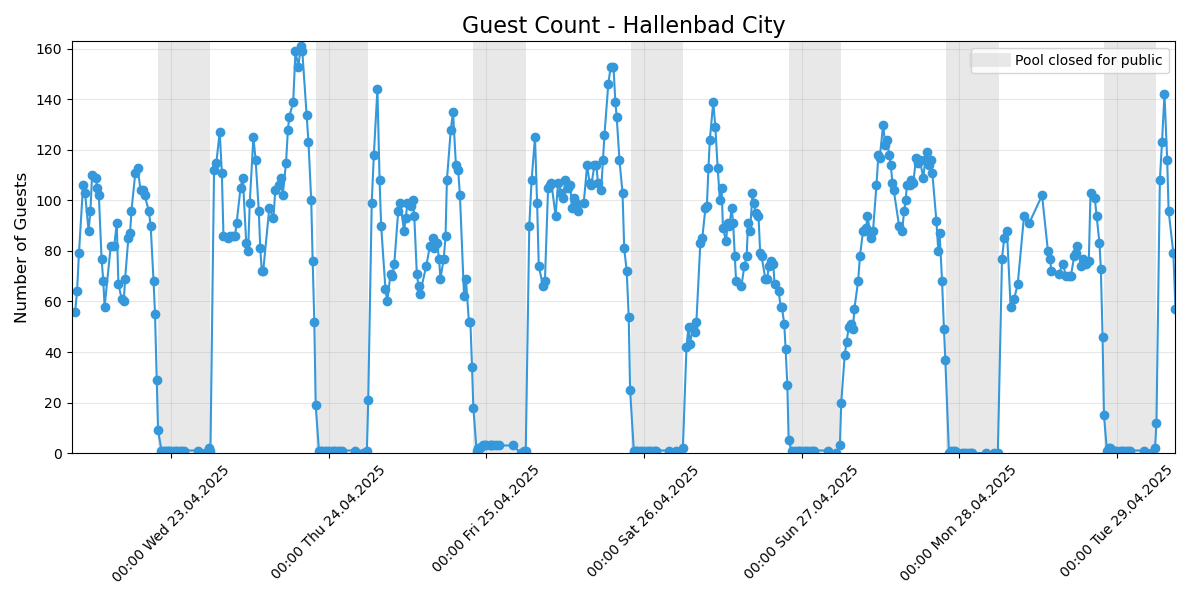 Guest Count - Hallenbad City
Number of Guests
160
140
120
100
80
60
40
20
0
Pool closed for public
00:00 Wed 23.04.2025
00:00 Thu 24.04.2025
00:00 Fri 25.04.2025
00:00 Sat 26.04.2025
00:00 Sun 27.04.2025
00:00 Mon 28.04.2025
00:00 Tue 29.04.2025